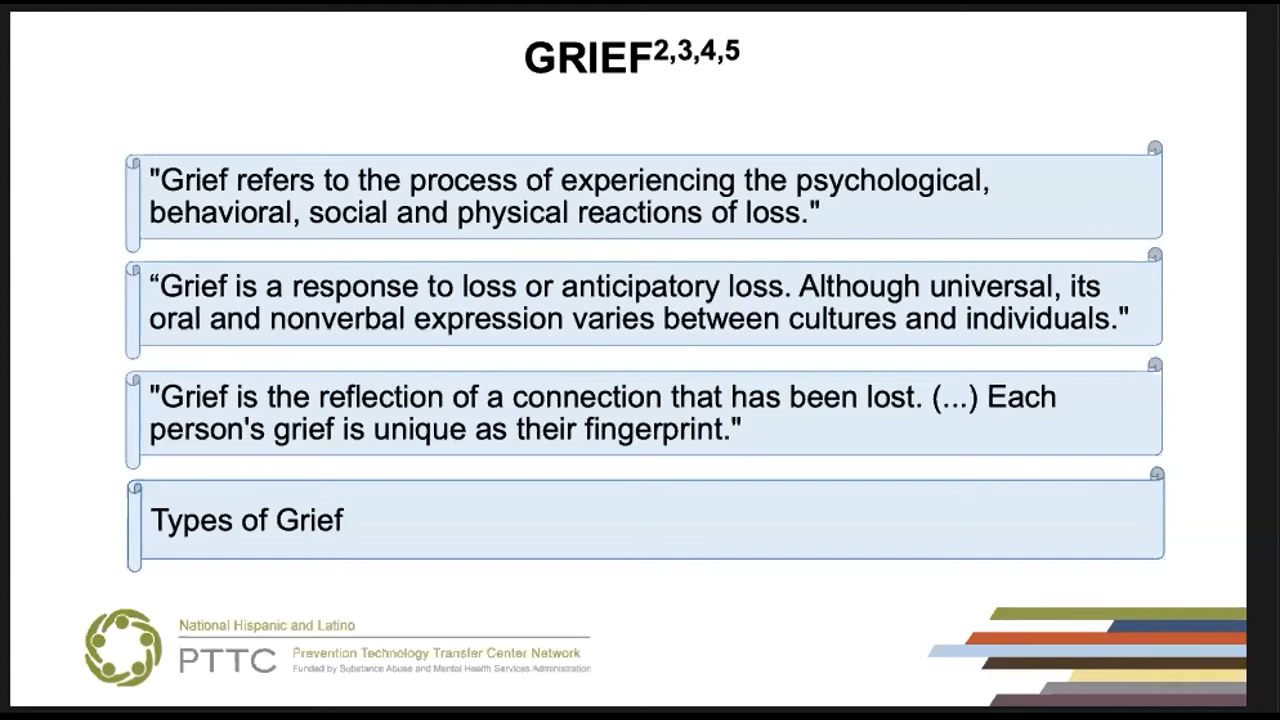 GRIEF2,3,4,5
"Grief refers to the process of experiencing the psychological,
behavioral, social and physical reactions of loss."
“Grief is a response to loss or anticipatory loss. Although universal, its
oral and nonverbal expression varies between cultures and individuals."
"Grief is the reflection of a connection that has been lost. (...) Each
person's grief is unique as their fingerprint."
Types of Grief
National Hispanic and Latino
PTTC
Prevention Technology Transfer Center Network
Funded by Substance Abuse and Mental Health Services Administration